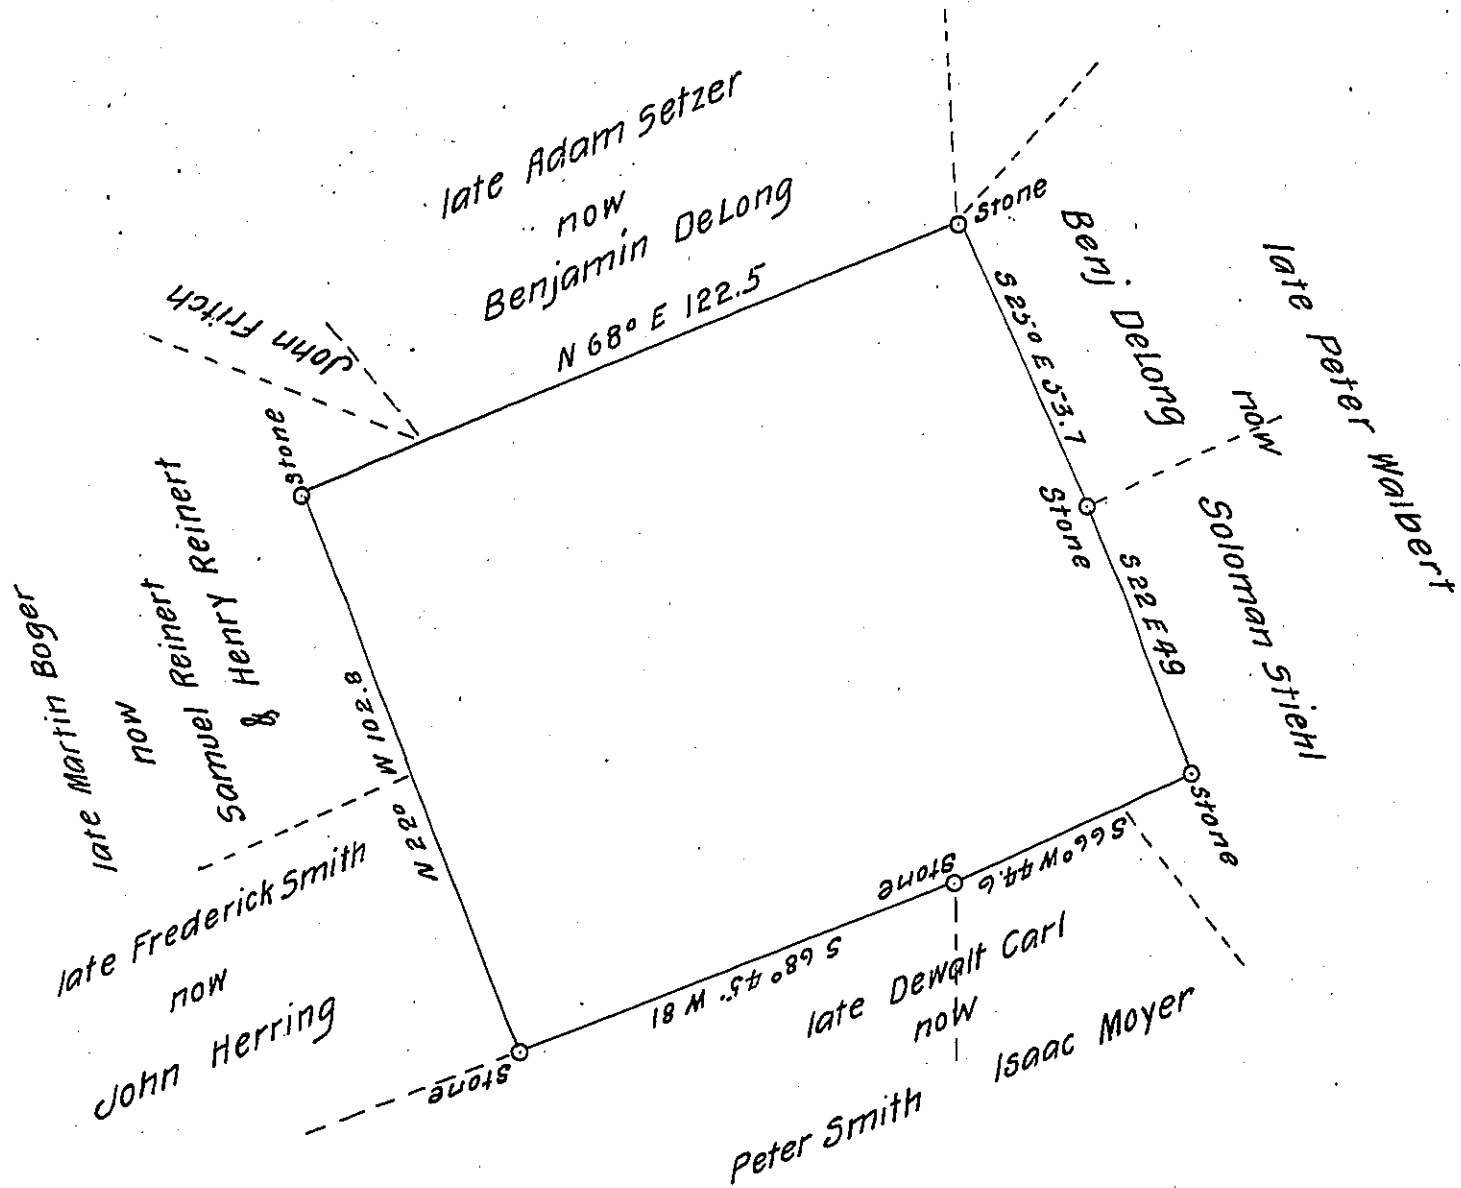 late Adam Setzer
now
Benjamin DeLong
N 68° E 122.5
John Fritch
Stone
Stone
S 25° E 53.7
Benj DeLong
late Peter Walbert
now
Stone
S 22 E 49
Soloman Stiehl
Stone
S 66° W 44.6
Stone
S 68° 45' W 81
late Dewalt Carl
now
Isaac Moyer
Peter Smith
Stone
N 22° W 102.8
late Martin Boger
now
Samuel Reinert
& Henry Reinert
late Frederick Smith
now
John Herring